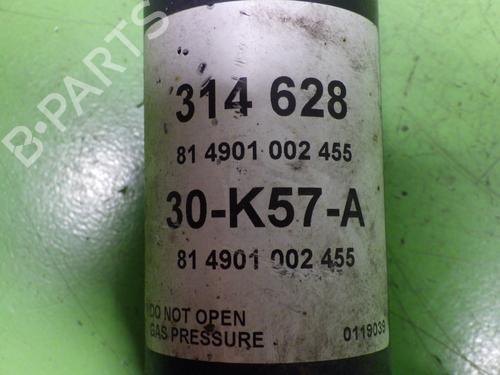 B-PARTS
314 628
81 4901 002 455
30-K57-A
81 4901 002 455
DO NOT OPEN
GAS PRESSURE 0119039